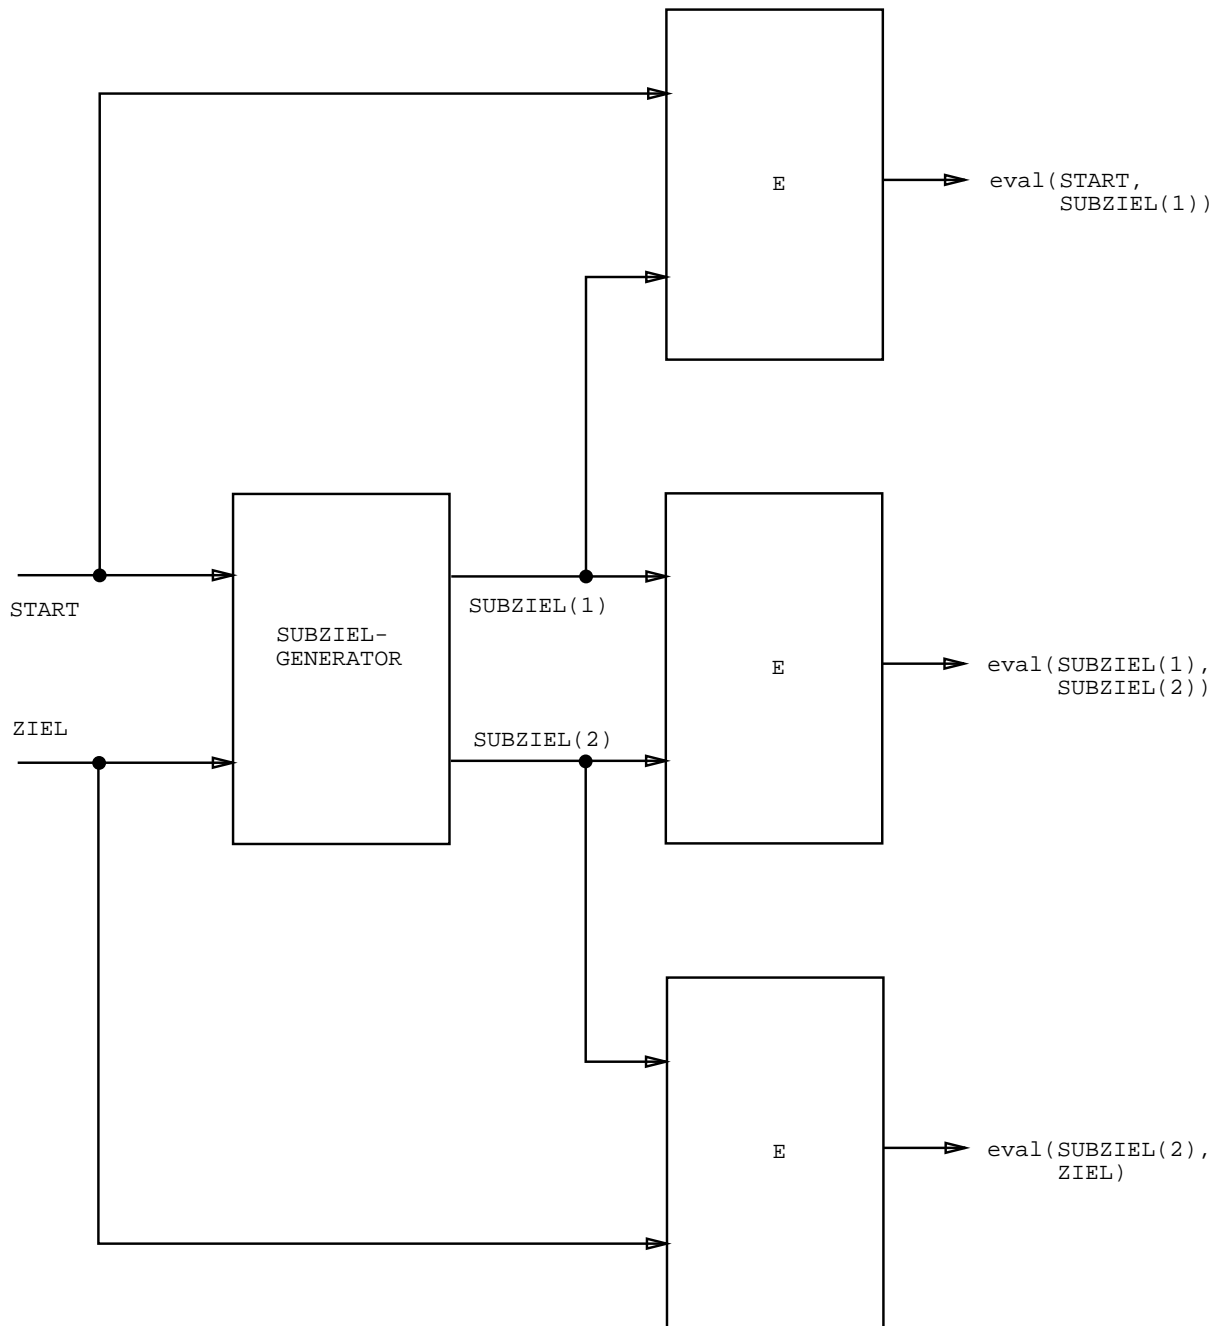 E
eval(START,
SUBZIEL(1))
START
SUBZIEL-
GENERATOR
SUBZIEL(1)
E
eval(SUBZIEL(1),
SUBZIEL(2))
ZIEL
SUBZIEL(2)
E
eval(SUBZIEL(2),
ZIEL)